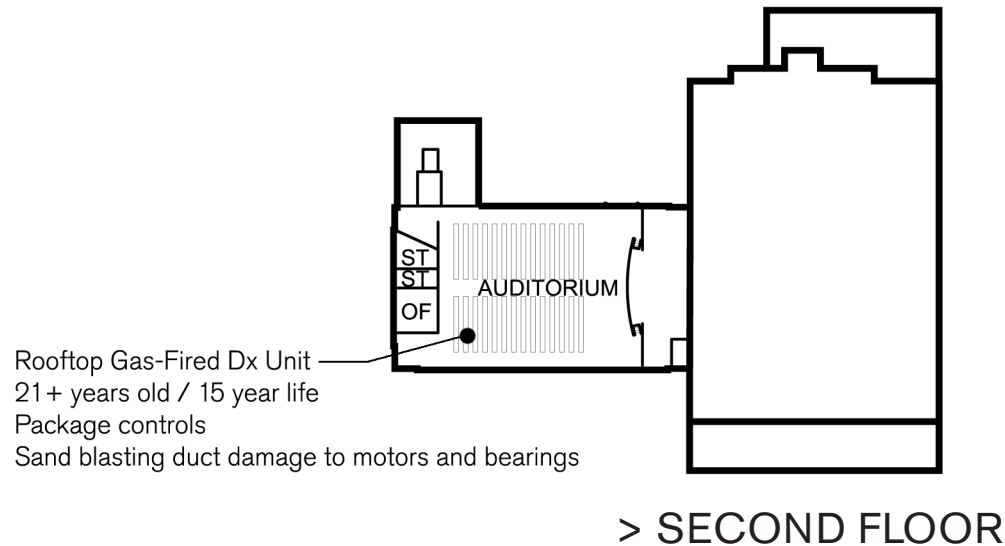 ST
ST
AUDITORIUM
OF
Rooftop Gas-Fired Dx Unit
21+ years old / 15 year life
Package controls
Sand blasting duct damage to motors and bearings
> SECOND FLOOR